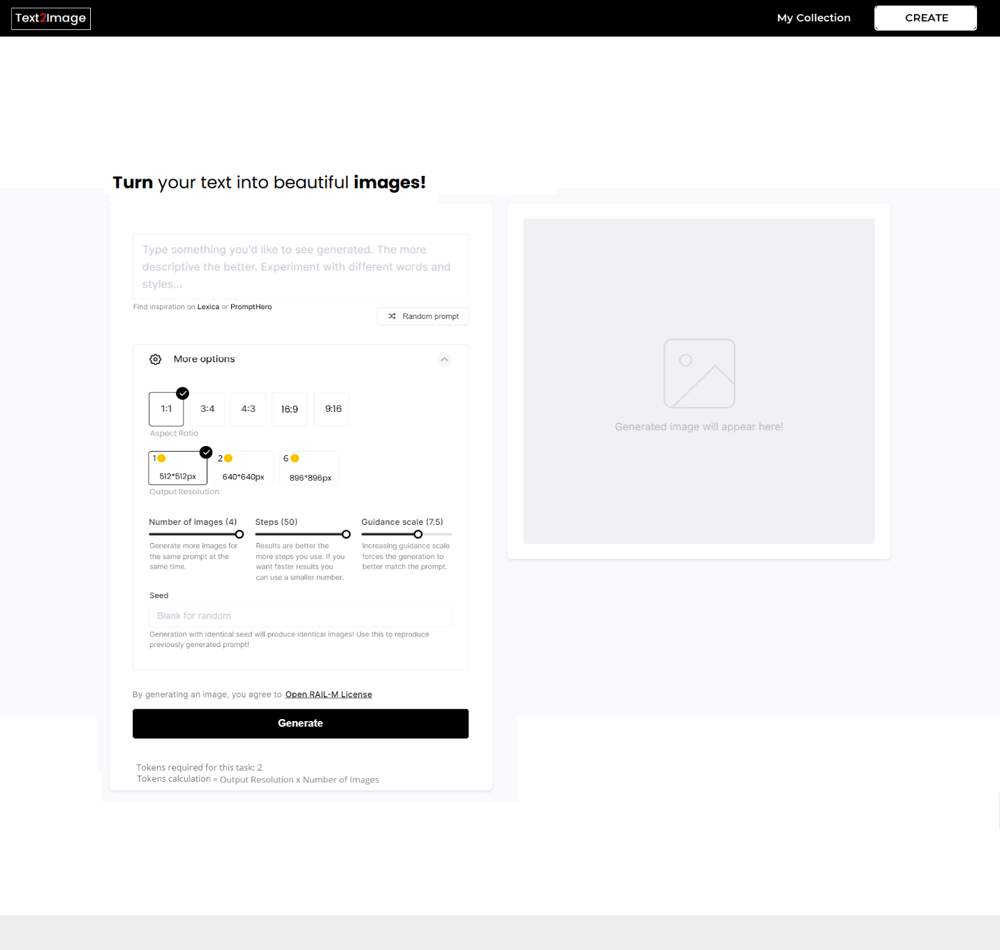 Text2Image
My Collection
CREATE
Turn your text into beautiful images!
Type something you'd like to see generated. The more
descriptive the better. Experiment with different words and
styles...
Find inspiration on Lexica or PromptHero
Random prompt
More options
1:1
3:4
4:3
16:9
9:16
Aspect Ratio
1
512*512px
2
640*640px
6
896*896px
Output Resolution
Number of images (4)
Generate more images for
the same prompt at the
same time.
Steps (50)
Results are better the
more steps you use. If you
want faster results you
can use a smaller number.
Guidance scale (7.5)
Increasing guidance scale
forces the generation to
better match the prompt.
Seed
Blank for random
Generation with identical seed will produce identical images! Use this to reproduce
previously generated prompt!
By generating an image, you agree to Open RAIL-M License
Generate
Tokens required for this task: 2
Tokens calculation = Output Resolution x Number of Images
Generated image will appear here!